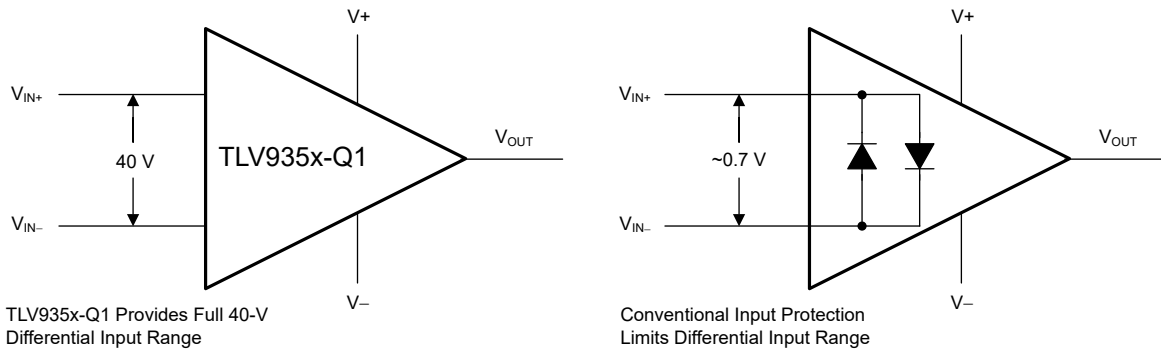 V+
VIN+
40 V
TLV935x-Q1
VOUT
VIN–
V–
TLV935x-Q1 Provides Full 40-V
Differential Input Range
V+
VIN+
~0.7 V
VOUT
VIN–
V–
Conventional Input Protection
Limits Differential Input Range